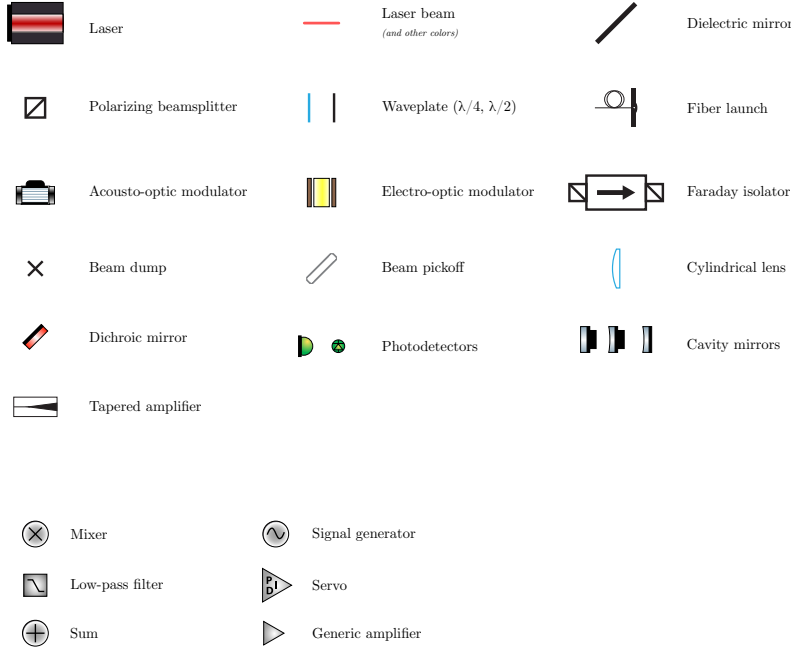 Laser
Laser beam
(and other colors)
Dielectric mirror
Polarizing beamsplitter
Waveplate (λ/4, λ/2)
Fiber launch
Acousto-optic modulator
Electro-optic modulator
Faraday isolator
Beam dump
Beam pickoff
Cylindrical lens
Dichroic mirror
Photodetectors
Cavity mirrors
Tapered amplifier
Mixer
Signal generator
Low-pass filter
P I D
Servo
Sum
Generic amplifier